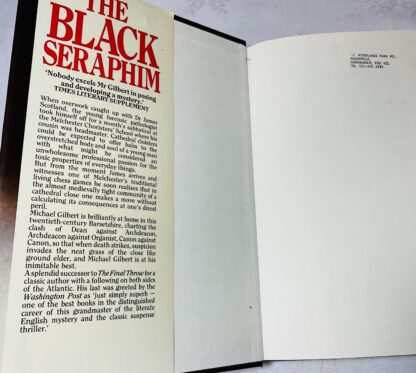 THE
BLACK
SERAPHIM
'Nobody excels Mr Gilbert in posing
and developing a mystery.'
TIMES LITERARY SUPPLEMENT
When overwork caught up with Dr James
Scotland, the young forensic pathologist
took himself off for a month's sabbatical at
the Melchester Choristers' School where his
cousin was headmaster. Cathedral cloisters
could be expected to offer balm to the
overstretched body and soul of a young man
with what might be considered an
unwholesome professional passion for the
toxic properties of everyday things.
But from the moment James arrives and
witnesses one of Melchester's traditional
living chess games he soon realises that in
the almost medievally tight community of a
cathedral close one makes a move without
calculating its consequences at one's direst
peril.
Michael Gilbert is brilliantly at home in this
twentieth-century Barsetshire, charting the
clash of Dean against Archdeacon,
Archdeacon against Organist, Canon against
Canon, so that when death strikes, suspicion
invades the neat grass of the close like
ground elder, and Michael Gilbert is at his
inimitable best.
A splendid successor to The Final Throw for a
classic author with a following on both sides
of the Atlantic. His last was greeted by the
Washington Post as 'just simply superb —
one of the best books in the distinguished
career of this grandmaster of the literate
English mystery and the classic suspense
thriller.'
WOODLANDS PARK RD.,
BOURNVILLE,
BIRMINGHAM,